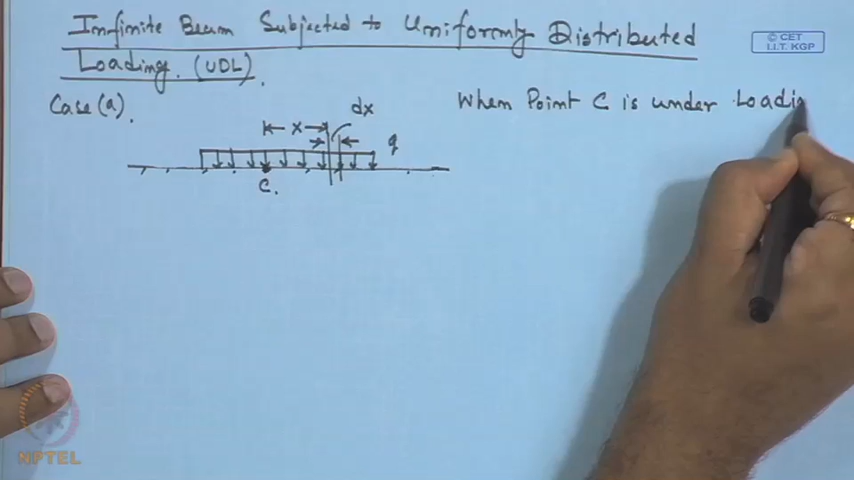 Infinite Beam Subjected to Uniformly Distributed
Loading. (UDL).
© CET
I.I.T. KGP
Case (a).
When Point C is under Loadi
dx
x
q
C.
NPTEL